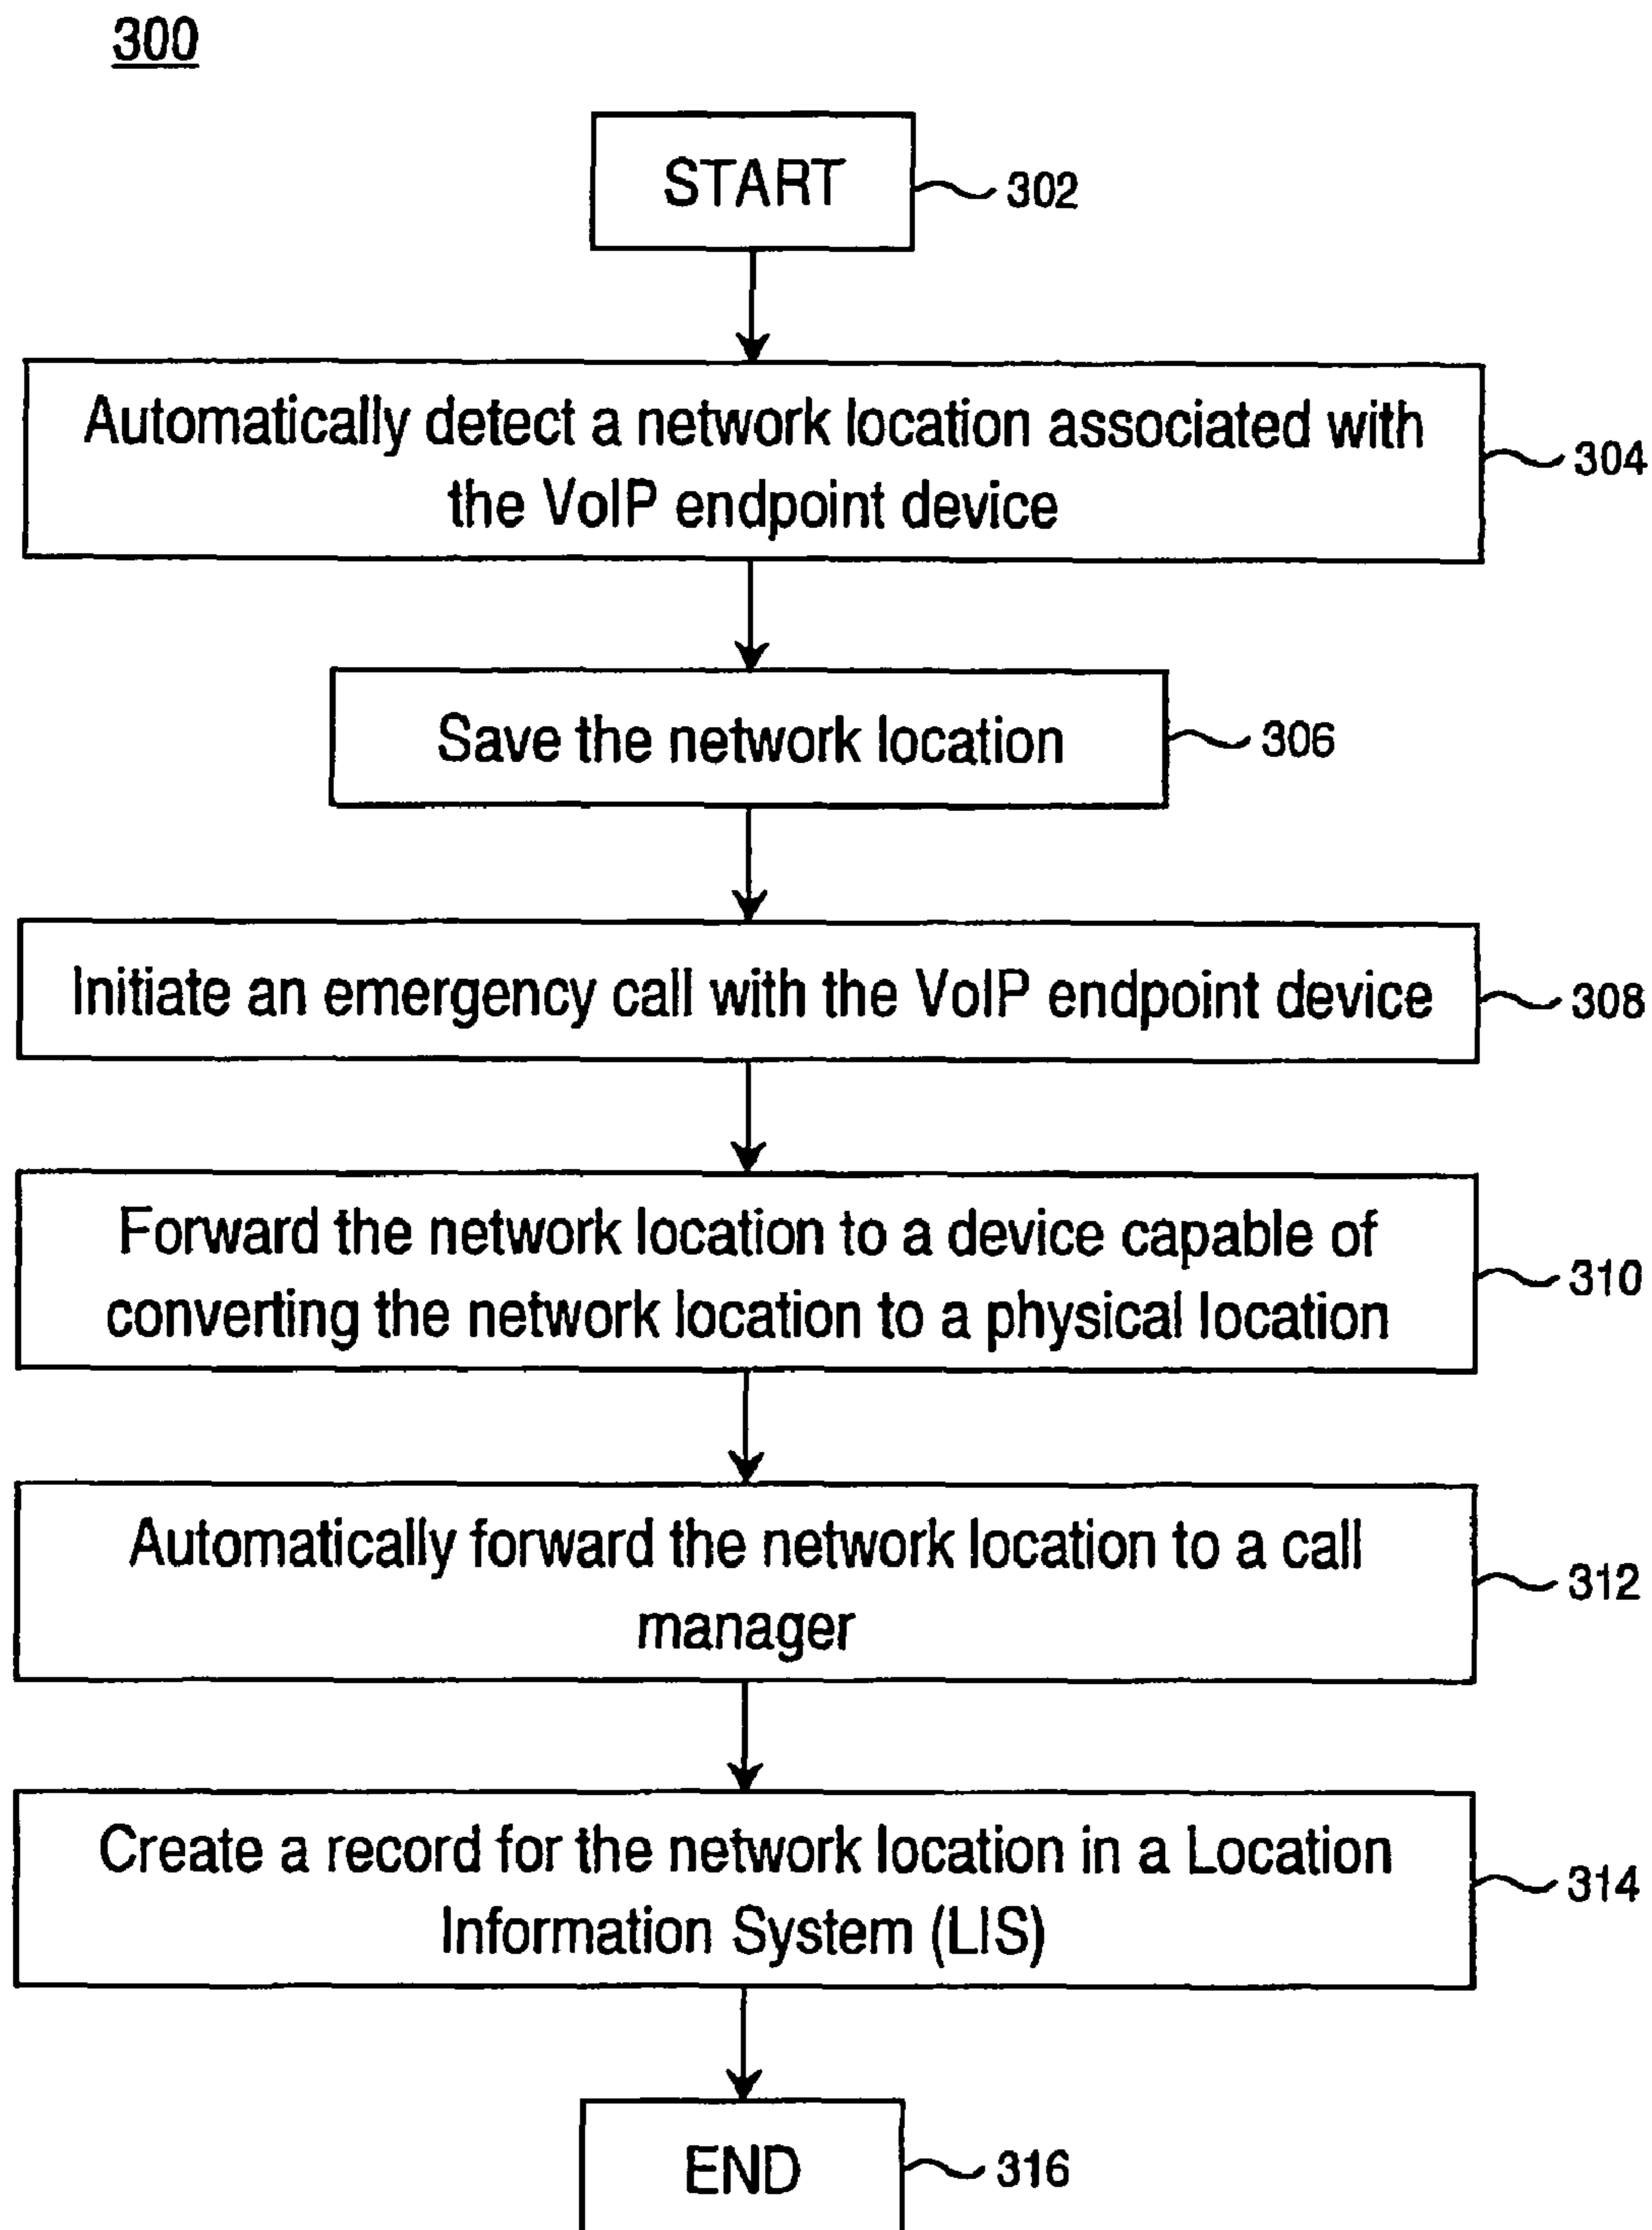 300
START
302
Automatically detect a network location associated with
the VoIP endpoint device
304
Save the network location
306
Initiate an emergency call with the VoIP endpoint device
308
Forward the network location to a device capable of
converting the network location to a physical location
310
Automatically forward the network location to a call
manager
312
Create a record for the network location in a Location
Information System (LIS)
314
END
316